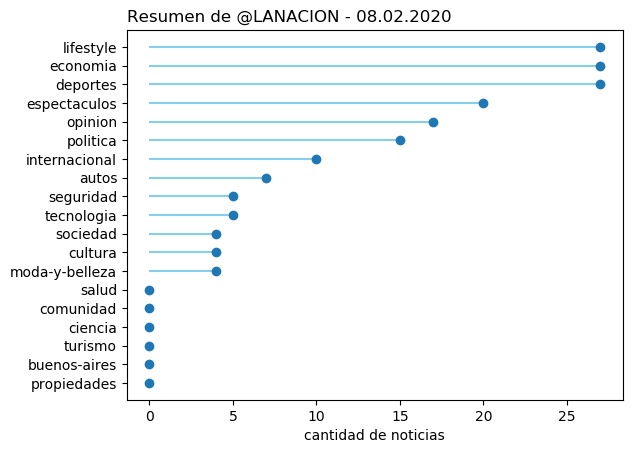 Resumen de @LANACION - 08.02.2020
lifestyle
economia
deportes
espectaculos
opinion
politica
internacional
autos
seguridad
tecnologia
sociedad
cultura
moda-y-belleza
salud
comunidad
ciencia
turismo
buenos-aires
propiedades
0 5 10 15 20 25
cantidad de noticias